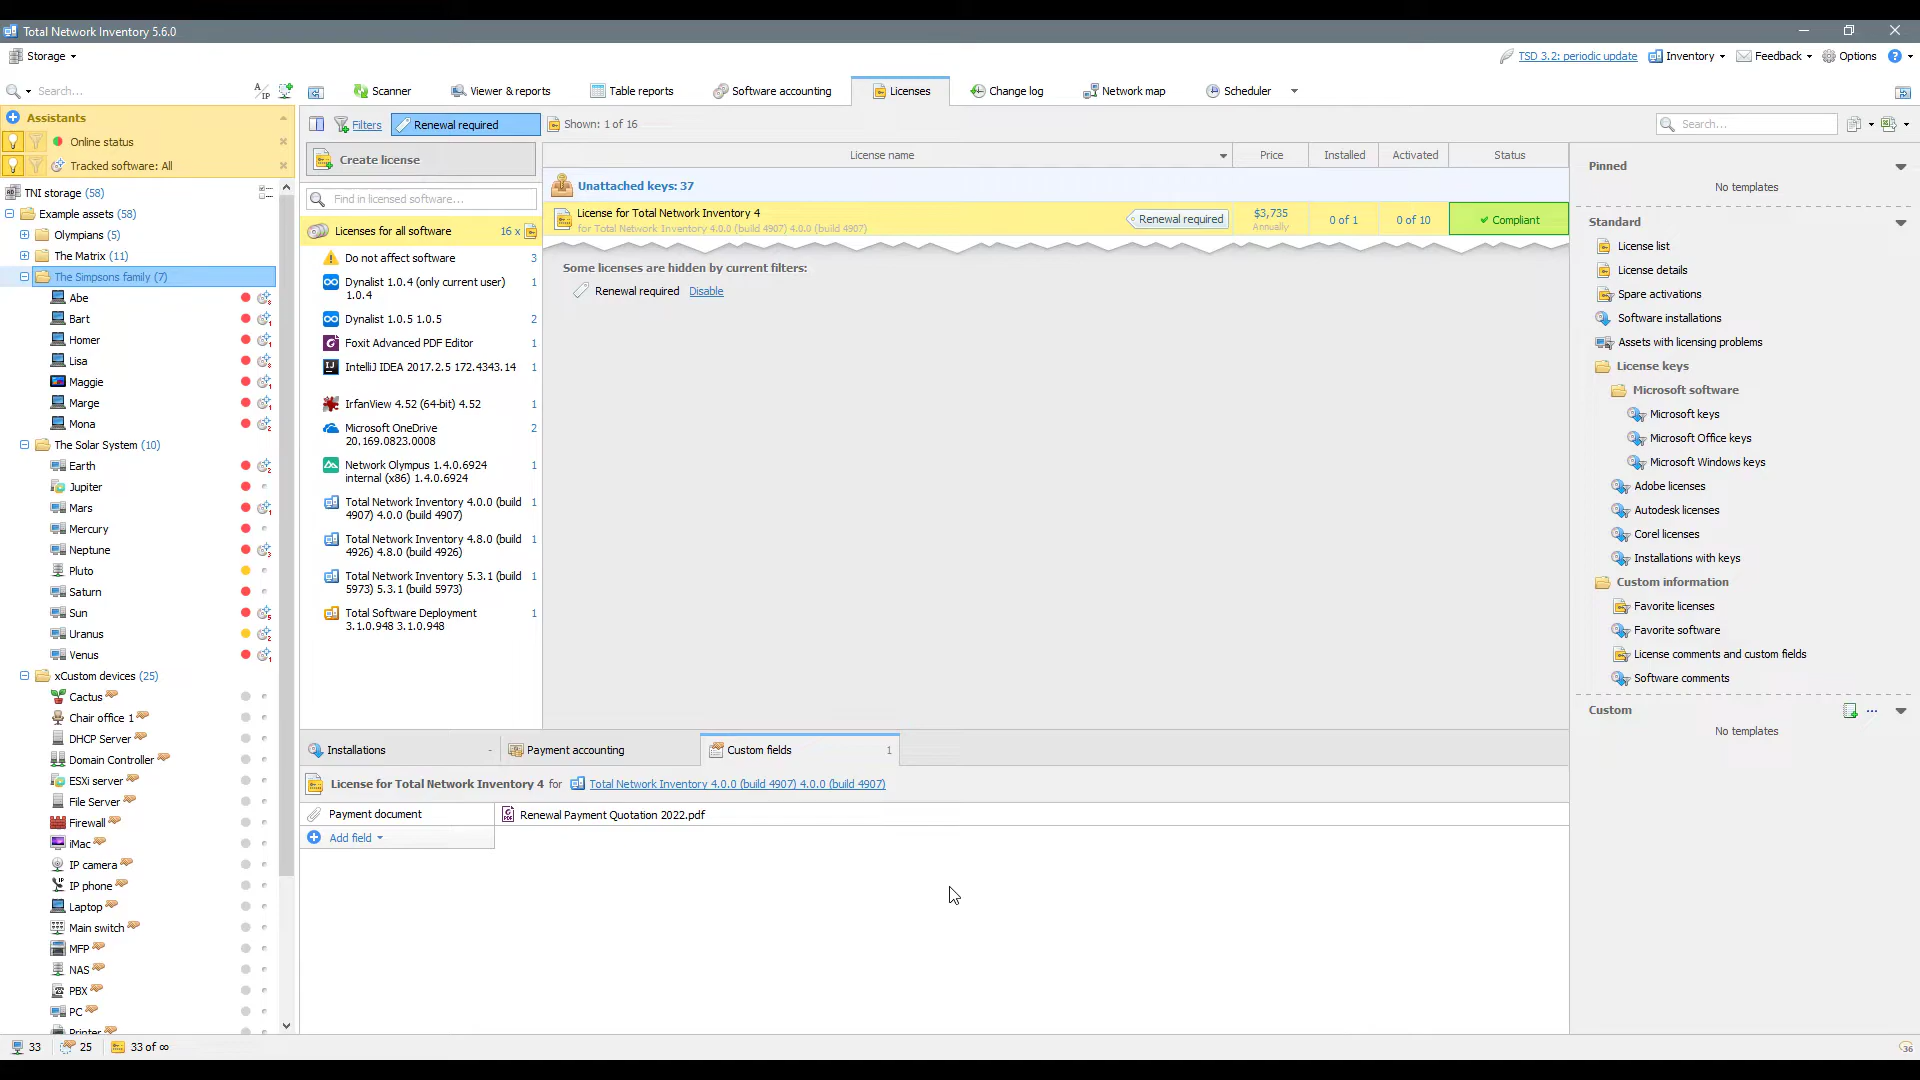 Total Network Inventory 5.6.0
Storage
TSD 3.2: periodic update
Inventory
Feedback
Options
Search...
A/IP
Scanner
Viewer & reports
Table reports
Software accounting
Licenses
Change log
Network map
Scheduler
Assistants
Online status
Tracked software: All
TNI storage (58)
Example assets (58)
Olympians (5)
The Matrix (11)
The Simpsons family (7)
Abe
Bart
Homer
Lisa
Maggie
Marge
Mona
The Solar System (10)
Earth
Jupiter
Mars
Mercury
Neptune
Pluto
Saturn
Sun
Uranus
Venus
xCustom devices (25)
Cactus
Chair office 1
DHCP Server
Domain Controller
ESXi server
File Server
Firewall
iMac
IP camera
IP phone
Laptop
Main switch
MFP
NAS
PBX
PC
Printer
Filters
Renewal required
Shown: 1 of 16
Search...
Create license
Find in licensed software...
Licenses for all software 16 x
Do not affect software 3
Dynalist 1.0.4 (only current user) 1
1.0.4
Dynalist 1.0.5 1.0.5 2
Foxit Advanced PDF Editor 1
IntelliJ IDEA 2017.2.5 172.4343.14 1
IrfanView 4.52 (64-bit) 4.52 1
Microsoft OneDrive 2
20.169.0823.0008
Network Olympus 1.4.0.6924 1
internal (x86) 1.4.0.6924
Total Network Inventory 4.0.0 (build 1
4907) 4.0.0 (build 4907)
Total Network Inventory 4.8.0 (build 1
4926) 4.8.0 (build 4926)
Total Network Inventory 5.3.1 (build 1
5973) 5.3.1 (build 5973)
Total Software Deployment 1
3.1.0.948 3.1.0.948
License name
Price
Installed
Activated
Status
Unattached keys: 37
License for Total Network Inventory 4
for Total Network Inventory 4.0.0 (build 4907) 4.0.0 (build 4907)
Renewal required
$3,735
Annually
0 of 1
0 of 10
✔ Compliant
Some licenses are hidden by current filters:
Renewal required Disable
Installations -
Payment accounting
Custom fields 1
License for Total Network Inventory 4 for Total Network Inventory 4.0.0 (build 4907) 4.0.0 (build 4907)
Payment document
Renewal Payment Quotation 2022.pdf
Add field
Pinned
No templates
Standard
License list
License details
Spare activations
Software installations
Assets with licensing problems
License keys
Microsoft software
Microsoft keys
Microsoft Office keys
Microsoft Windows keys
Adobe licenses
Autodesk licenses
Corel licenses
Installations with keys
Custom information
Favorite licenses
Favorite software
License comments and custom fields
Software comments
Custom
No templates
33
25
33 of ∞
36